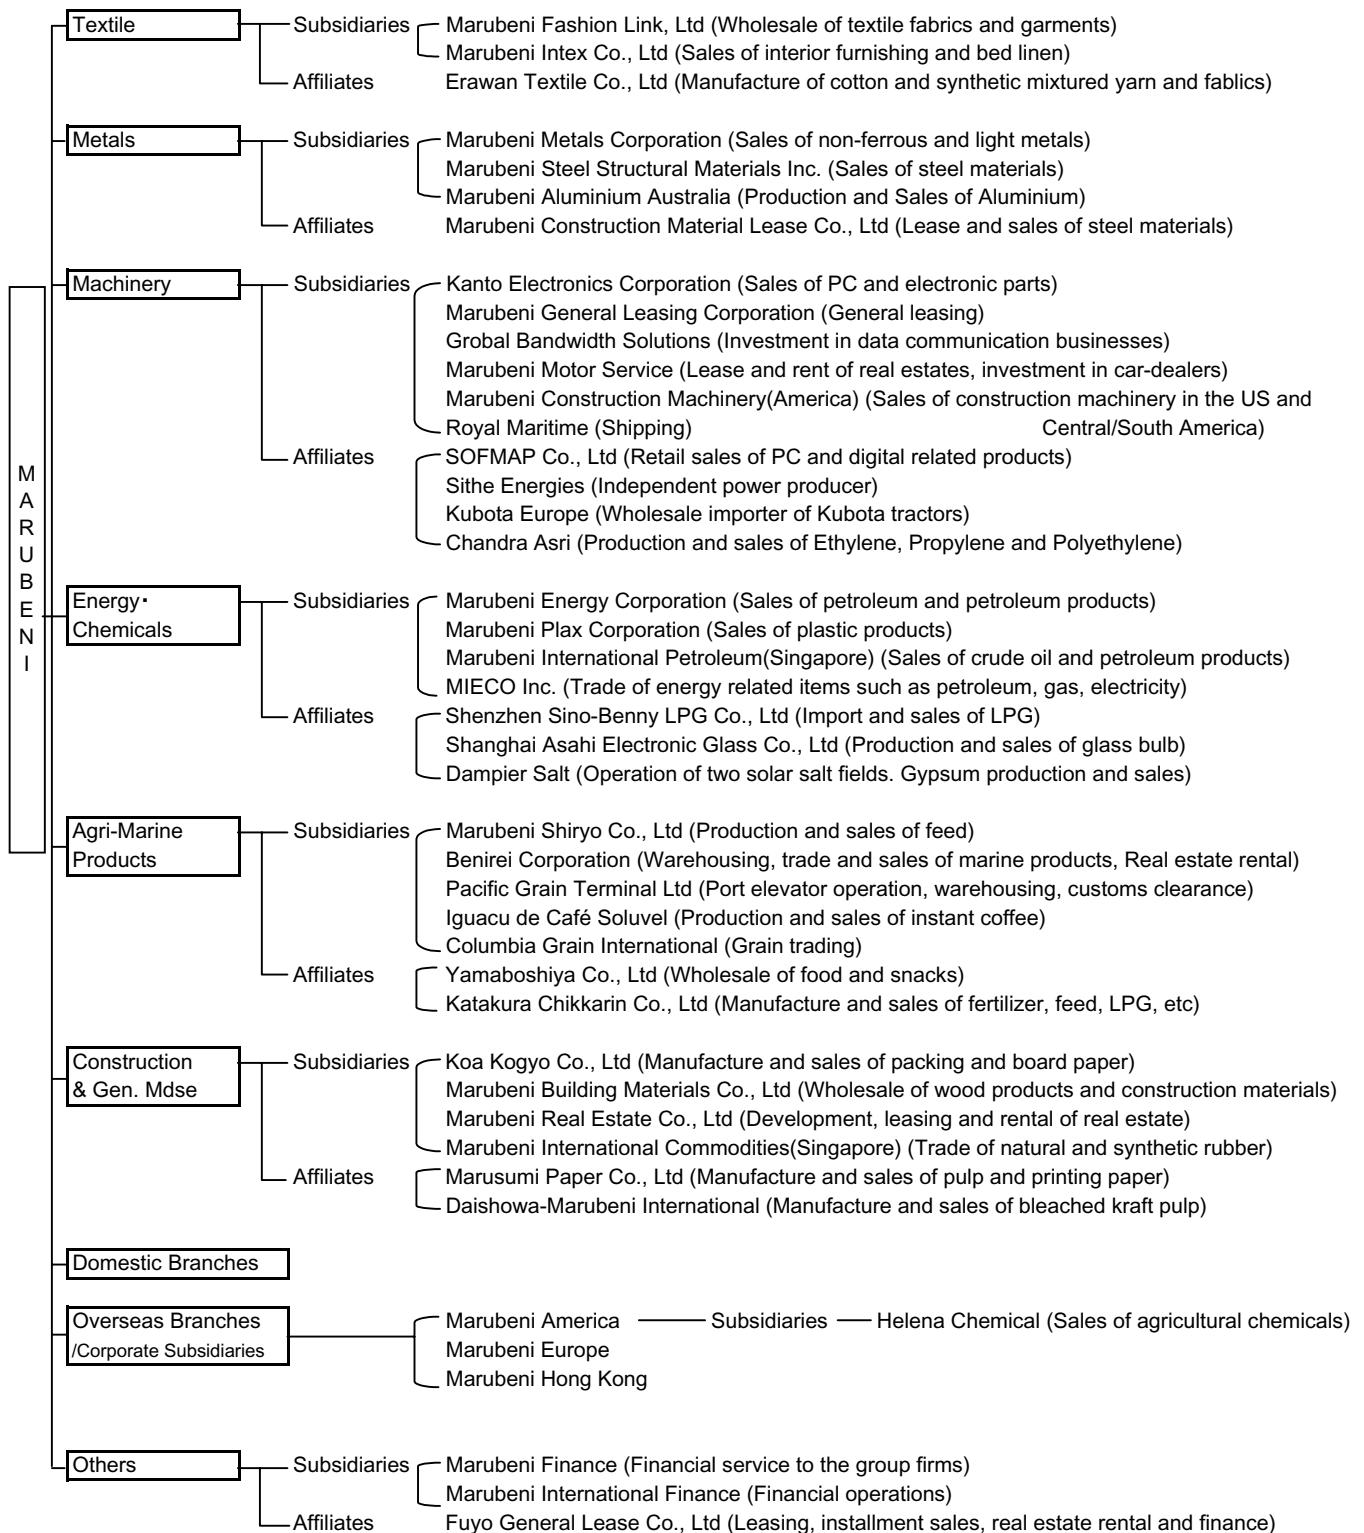 Textile
Subsidiaries
Marubeni Fashion Link, Ltd (Wholesale of textile fabrics and garments)
Marubeni Intex Co., Ltd (Sales of interior furnishing and bed linen)
Affiliates
Erawan Textile Co., Ltd (Manufacture of cotton and synthetic mixtured yarn and fablics)
Metals
Subsidiaries
Marubeni Metals Corporation (Sales of non-ferrous and light metals)
Marubeni Steel Structural Materials Inc. (Sales of steel materials)
Marubeni Aluminium Australia (Production and Sales of Aluminium)
Affiliates
Marubeni Construction Material Lease Co., Ltd (Lease and sales of steel materials)
MARUBENI
Machinery
Subsidiaries
Kanto Electronics Corporation (Sales of PC and electronic parts)
Marubeni General Leasing Corporation (General leasing)
Grobal Bandwidth Solutions (Investment in data communication businesses)
Marubeni Motor Service (Lease and rent of real estates, investment in car-dealers)
Marubeni Construction Machinery(America) (Sales of construction machinery in the US and
Royal Maritime (Shipping) Central/South America)
Affiliates
SOFMAP Co., Ltd (Retail sales of PC and digital related products)
Sithe Energies (Independent power producer)
Kubota Europe (Wholesale importer of Kubota tractors)
Chandra Asri (Production and sales of Ethylene, Propylene and Polyethylene)
Energy・
Chemicals
Subsidiaries
Marubeni Energy Corporation (Sales of petroleum and petroleum products)
Marubeni Plax Corporation (Sales of plastic products)
Marubeni International Petroleum(Singapore) (Sales of crude oil and petroleum products)
MIECO Inc. (Trade of energy related items such as petroleum, gas, electricity)
Affiliates
Shenzhen Sino-Benny LPG Co., Ltd (Import and sales of LPG)
Shanghai Asahi Electronic Glass Co., Ltd (Production and sales of glass bulb)
Dampier Salt (Operation of two solar salt fields. Gypsum production and sales)
Agri-Marine
Products
Subsidiaries
Marubeni Shiryo Co., Ltd (Production and sales of feed)
Benirei Corporation (Warehousing, trade and sales of marine products, Real estate rental)
Pacific Grain Terminal Ltd (Port elevator operation, warehousing, customs clearance)
Iguacu de Café Soluvel (Production and sales of instant coffee)
Columbia Grain International (Grain trading)
Affiliates
Yamaboshiya Co., Ltd (Wholesale of food and snacks)
Katakura Chikkarin Co., Ltd (Manufacture and sales of fertilizer, feed, LPG, etc)
Construction
& Gen. Mdse
Subsidiaries
Koa Kogyo Co., Ltd (Manufacture and sales of packing and board paper)
Marubeni Building Materials Co., Ltd (Wholesale of wood products and construction materials)
Marubeni Real Estate Co., Ltd (Development, leasing and rental of real estate)
Marubeni International Commodities(Singapore) (Trade of natural and synthetic rubber)
Affiliates
Marusumi Paper Co., Ltd (Manufacture and sales of pulp and printing paper)
Daishowa-Marubeni International (Manufacture and sales of bleached kraft pulp)
Domestic Branches
Overseas Branches
/Corporate Subsidiaries
Marubeni America
Subsidiaries
Helena Chemical (Sales of agricultural chemicals)
Marubeni Europe
Marubeni Hong Kong
Others
Subsidiaries
Marubeni Finance (Financial service to the group firms)
Marubeni International Finance (Financial operations)
Affiliates
Fuyo General Lease Co., Ltd (Leasing, installment sales, real estate rental and finance)